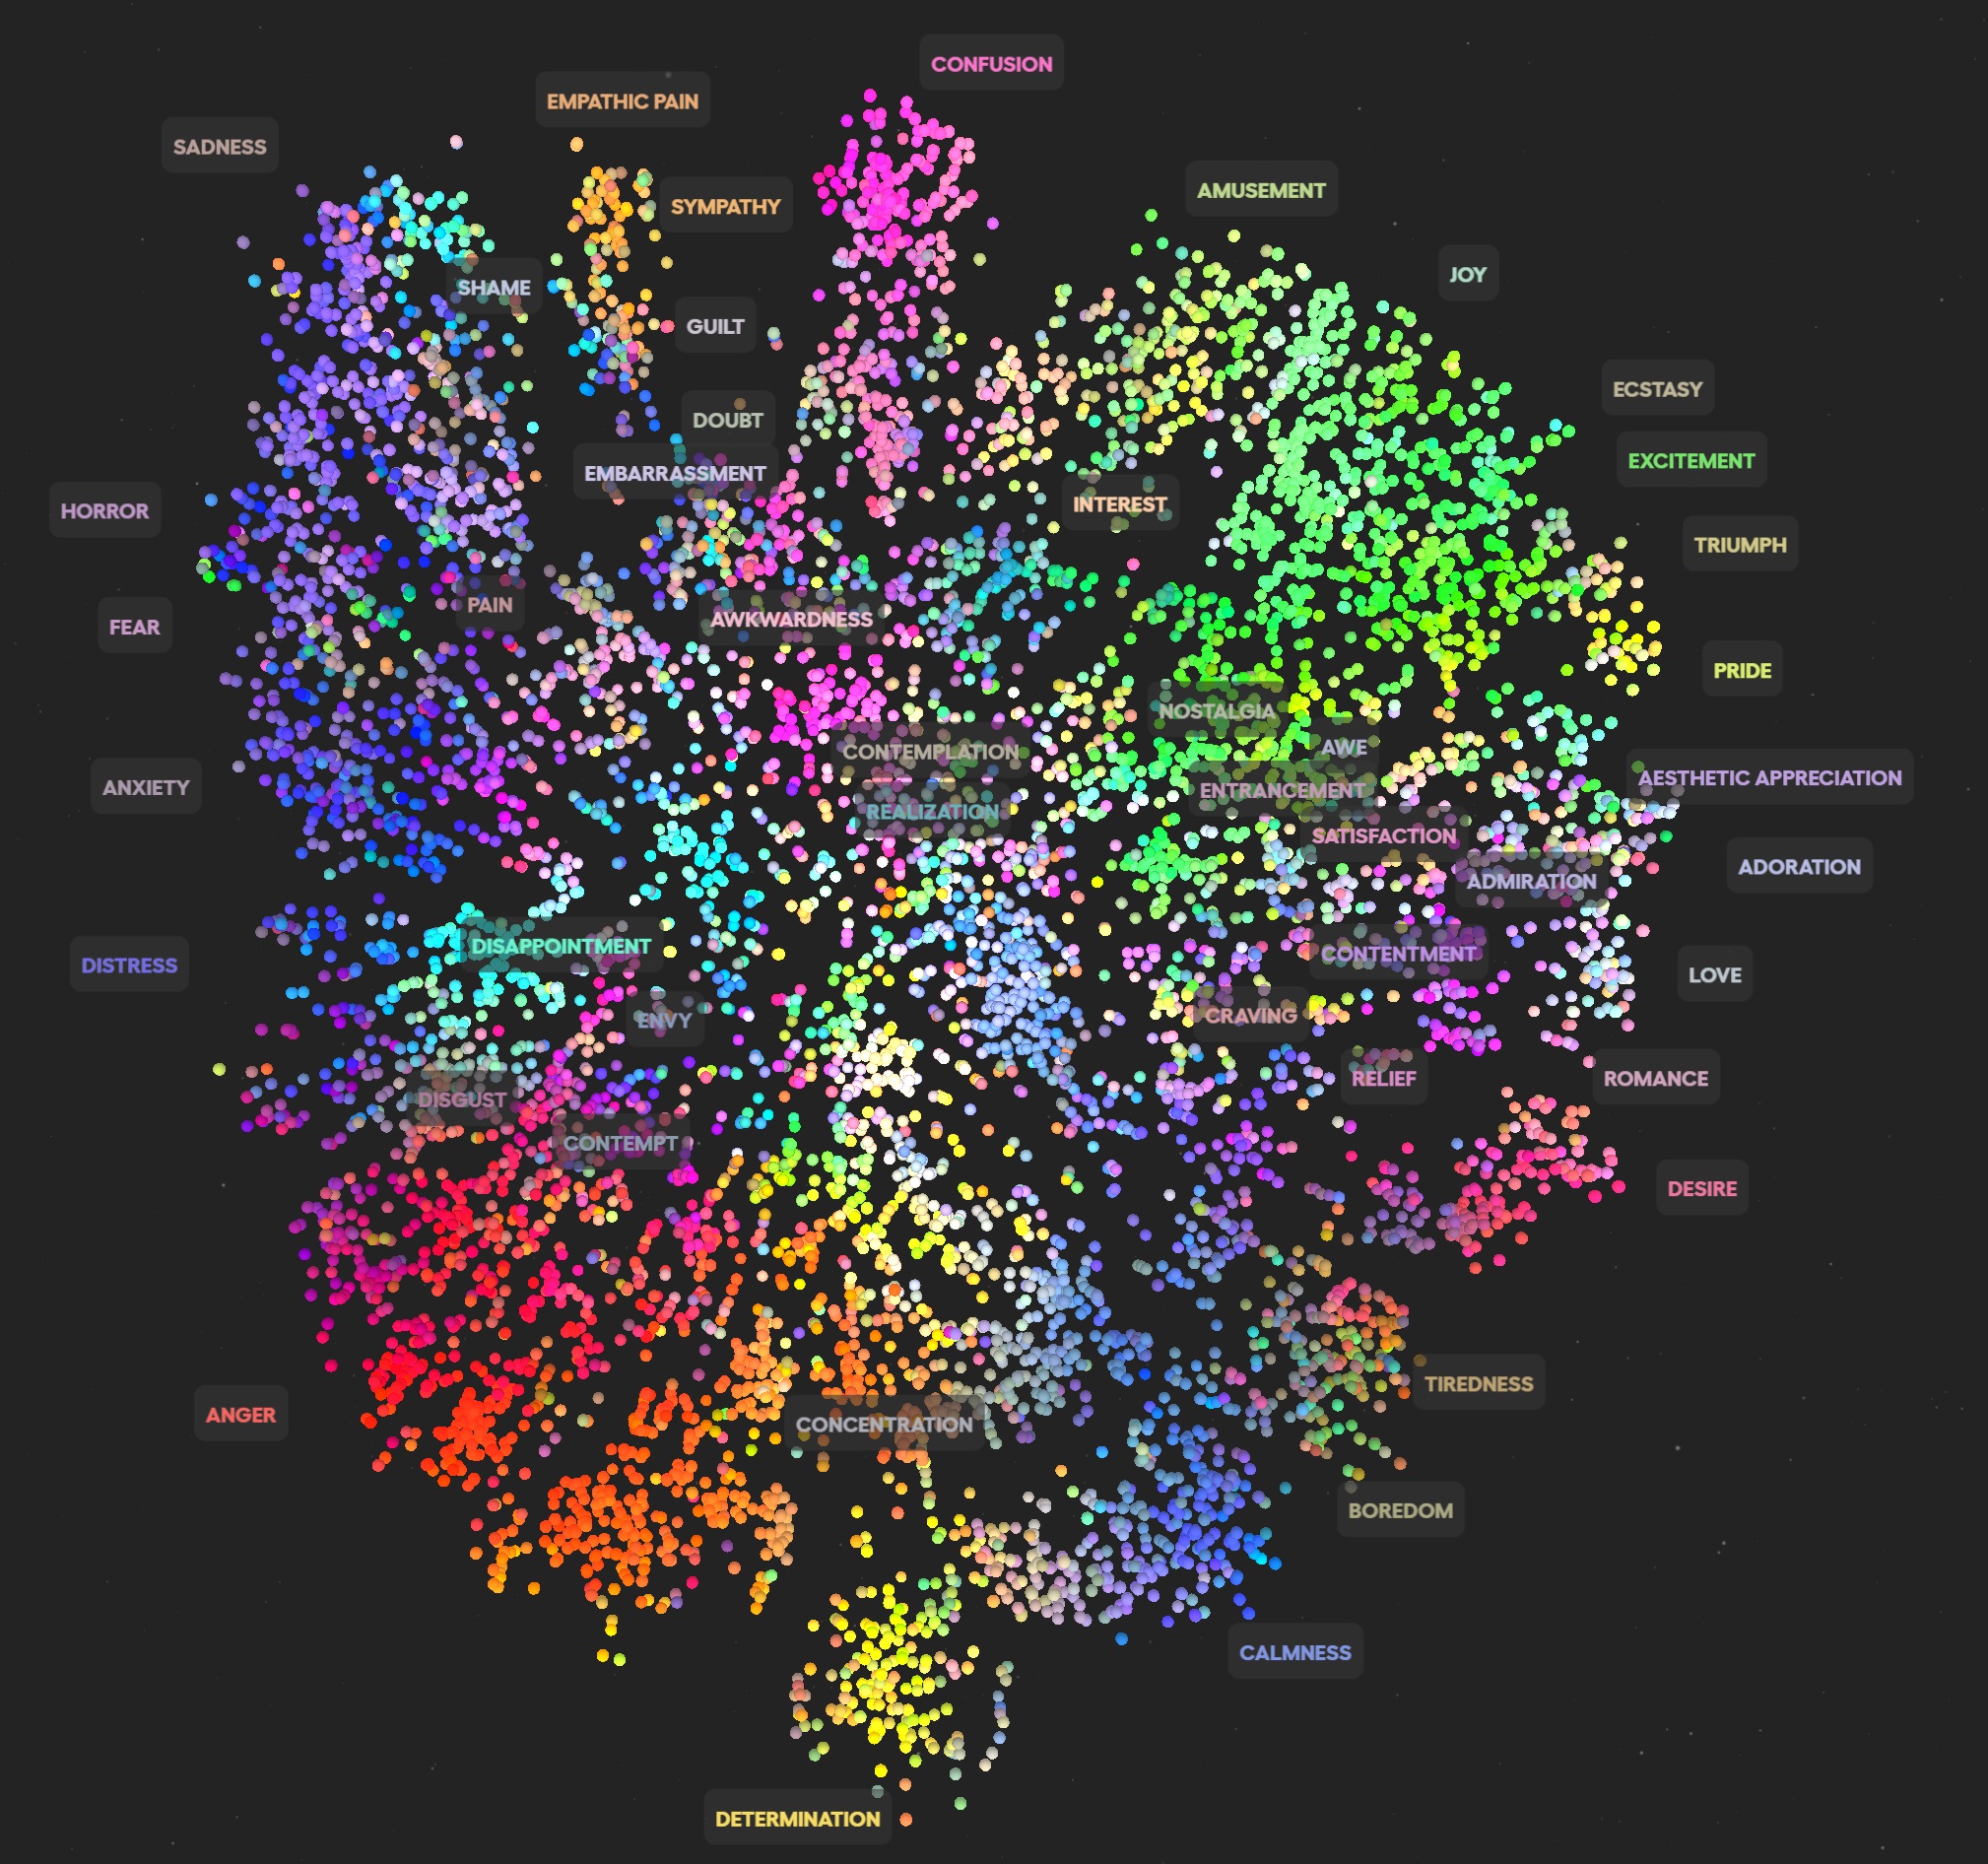 CONFUSION
EMPATHIC PAIN
SADNESS
AMUSEMENT
SYMPATHY
JOY
SHAME
GUILT
ECSTASY
DOUBT
EXCITEMENT
EMBARRASSMENT
INTEREST
HORROR
TRIUMPH
PAIN
AWKWARDNESS
FEAR
PRIDE
NOSTALGIA
AWE
CONTEMPLATION
AESTHETIC APPRECIATION
ANXIETY
ENTRANCEMENT
REALIZATION
SATISFACTION
ADORATION
ADMIRATION
DISAPPOINTMENT
CONTENTMENT
DISTRESS
LOVE
CRAVING
ENVY
RELIEF
ROMANCE
DISGUST
CONTEMPT
DESIRE
TIREDNESS
ANGER
CONCENTRATION
BOREDOM
CALMNESS
DETERMINATION